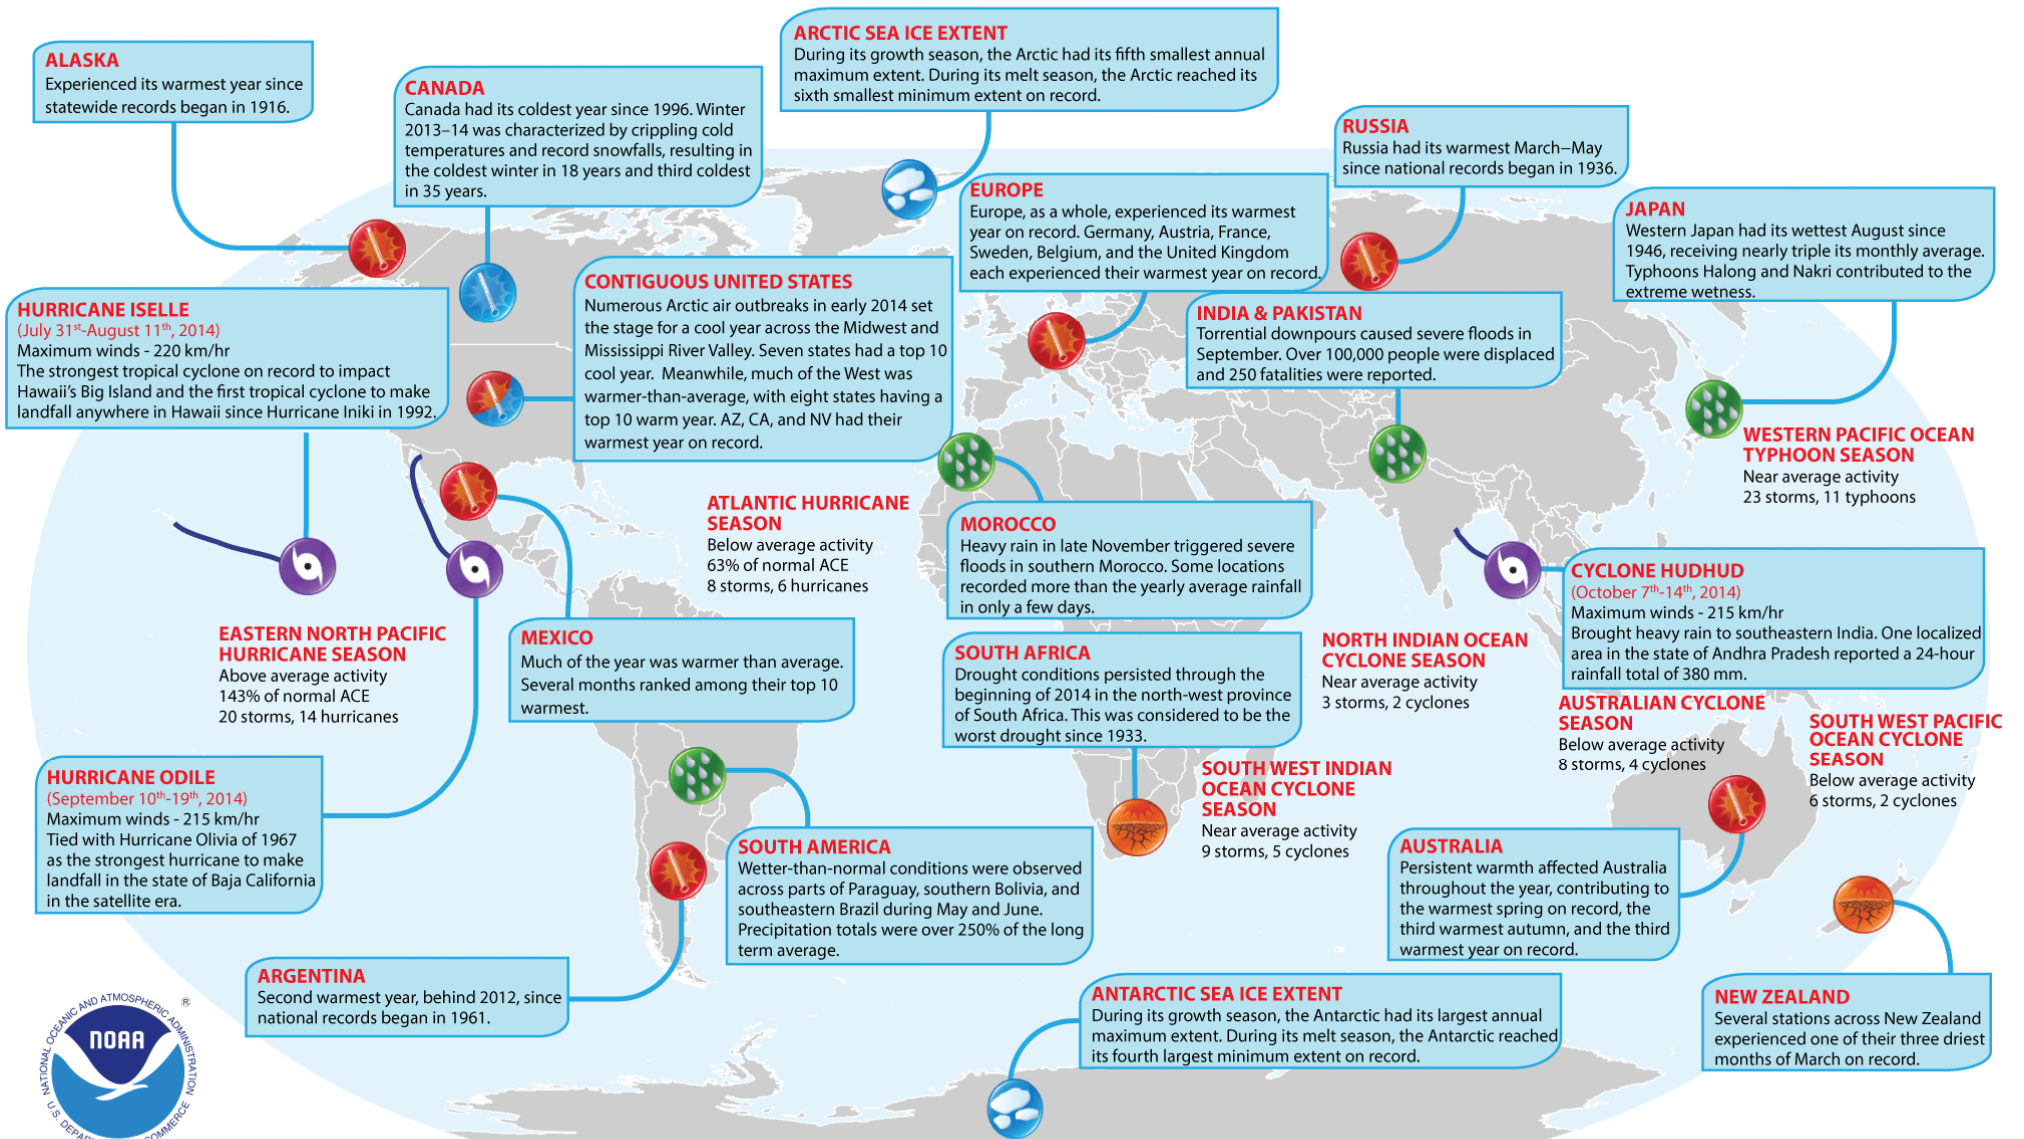 ALASKA
Experienced its warmest year since
statewide records began in 1916.
CANADA
Canada had its coldest year since 1996. Winter
2013–14 was characterized by crippling cold
temperatures and record snowfalls, resulting in
the coldest winter in 18 years and third coldest
in 35 years.
ARCTIC SEA ICE EXTENT
During its growth season, the Arctic had its fifth smallest annual
maximum extent. During its melt season, the Arctic reached its
sixth smallest minimum extent on record.
RUSSIA
Russia had its warmest March–May
since national records began in 1936.
EUROPE
Europe, as a whole, experienced its warmest
year on record. Germany, Austria, France,
Sweden, Belgium, and the United Kingdom
each experienced their warmest year on record.
JAPAN
Western Japan had its wettest August since
1946, receiving nearly triple its monthly average.
Typhoons Halong and Nakri contributed to the
extreme wetness.
HURRICANE ISELLE
(July 31st-August 11th, 2014)
Maximum winds - 220 km/hr
The strongest tropical cyclone on record to impact
Hawaii's Big Island and the first tropical cyclone to make
landfall anywhere in Hawaii since Hurricane Iniki in 1992.
CONTIGUOUS UNITED STATES
Numerous Arctic air outbreaks in early 2014 set
the stage for a cool year across the Midwest and
Mississippi River Valley. Seven states had a top 10
cool year. Meanwhile, much of the West was
warmer-than-average, with eight states having a
top 10 warm year. AZ, CA, and NV had their
warmest year on record.
INDIA & PAKISTAN
Torrential downpours caused severe floods in
September. Over 100,000 people were displaced
and 250 fatalities were reported.
WESTERN PACIFIC OCEAN
TYPHOON SEASON
Near average activity
23 storms, 11 typhoons
ATLANTIC HURRICANE
SEASON
Below average activity
63% of normal ACE
8 storms, 6 hurricanes
MOROCCO
Heavy rain in late November triggered severe
floods in southern Morocco. Some locations
recorded more than the yearly average rainfall
in only a few days.
CYCLONE HUDHUD
(October 7th-14th, 2014)
Maximum winds - 215 km/hr
Brought heavy rain to southeastern India. One localized
area in the state of Andhra Pradesh reported a 24-hour
rainfall total of 380 mm.
EASTERN NORTH PACIFIC
HURRICANE SEASON
Above average activity
143% of normal ACE
20 storms, 14 hurricanes
MEXICO
Much of the year was warmer than average.
Several months ranked among their top 10
warmest.
SOUTH AFRICA
Drought conditions persisted through the
beginning of 2014 in the north-west province
of South Africa. This was considered to be the
worst drought since 1933.
NORTH INDIAN OCEAN
CYCLONE SEASON
Near average activity
3 storms, 2 cyclones
AUSTRALIAN CYCLONE
SEASON
Below average activity
8 storms, 4 cyclones
SOUTH WEST PACIFIC
OCEAN CYCLONE
SEASON
Below average activity
6 storms, 2 cyclones
HURRICANE ODILE
(September 10th-19th, 2014)
Maximum winds - 215 km/hr
Tied with Hurricane Olivia of 1967
as the strongest hurricane to make
landfall in the state of Baja California
in the satellite era.
SOUTH WEST INDIAN
OCEAN CYCLONE
SEASON
Near average activity
9 storms, 5 cyclones
SOUTH AMERICA
Wetter-than-normal conditions were observed
across parts of Paraguay, southern Bolivia, and
southeastern Brazil during May and June.
Precipitation totals were over 250% of the long
term average.
AUSTRALIA
Persistent warmth affected Australia
throughout the year, contributing to
the warmest spring on record, the
third warmest autumn, and the third
warmest year on record.
ARGENTINA
Second warmest year, behind 2012, since
national records began in 1961.
ANTARCTIC SEA ICE EXTENT
During its growth season, the Antarctic had its largest annual
maximum extent. During its melt season, the Antarctic reached
its fourth largest minimum extent on record.
NEW ZEALAND
Several stations across New Zealand
experienced one of their three driest
months of March on record.
NATIONAL OCEANIC AND ATMOSPHERIC ADMINISTRATION
®
NOAA
U.S.